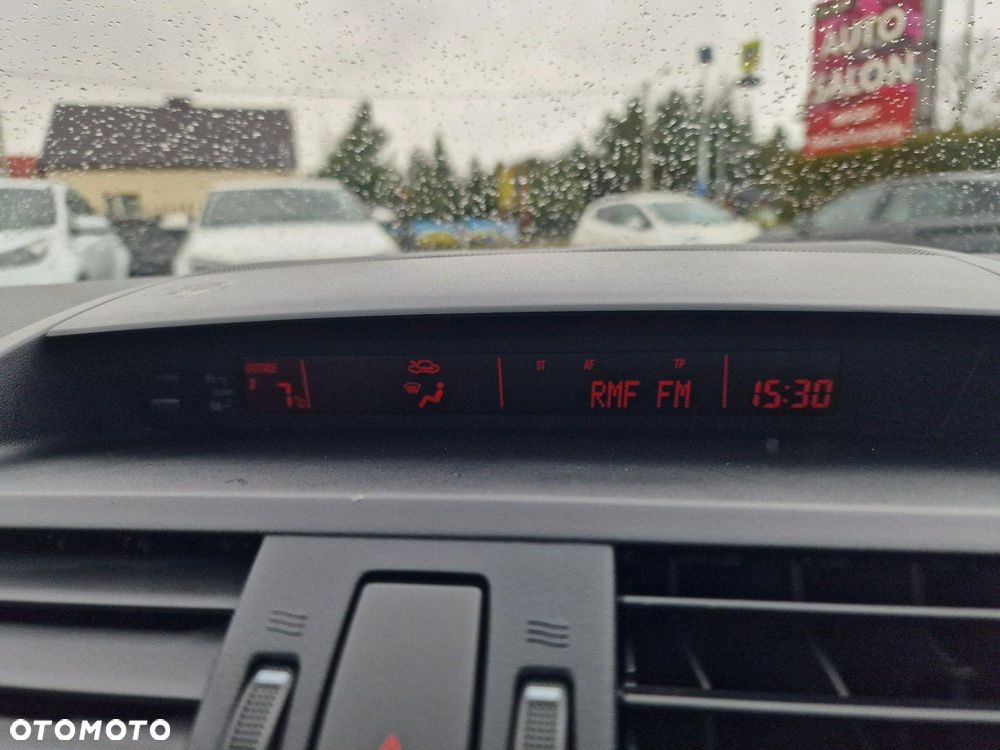 AUTO
SALON
OUTSIDE
7°C
ST AF TP
RMF FM
15:30
OTOMOTO